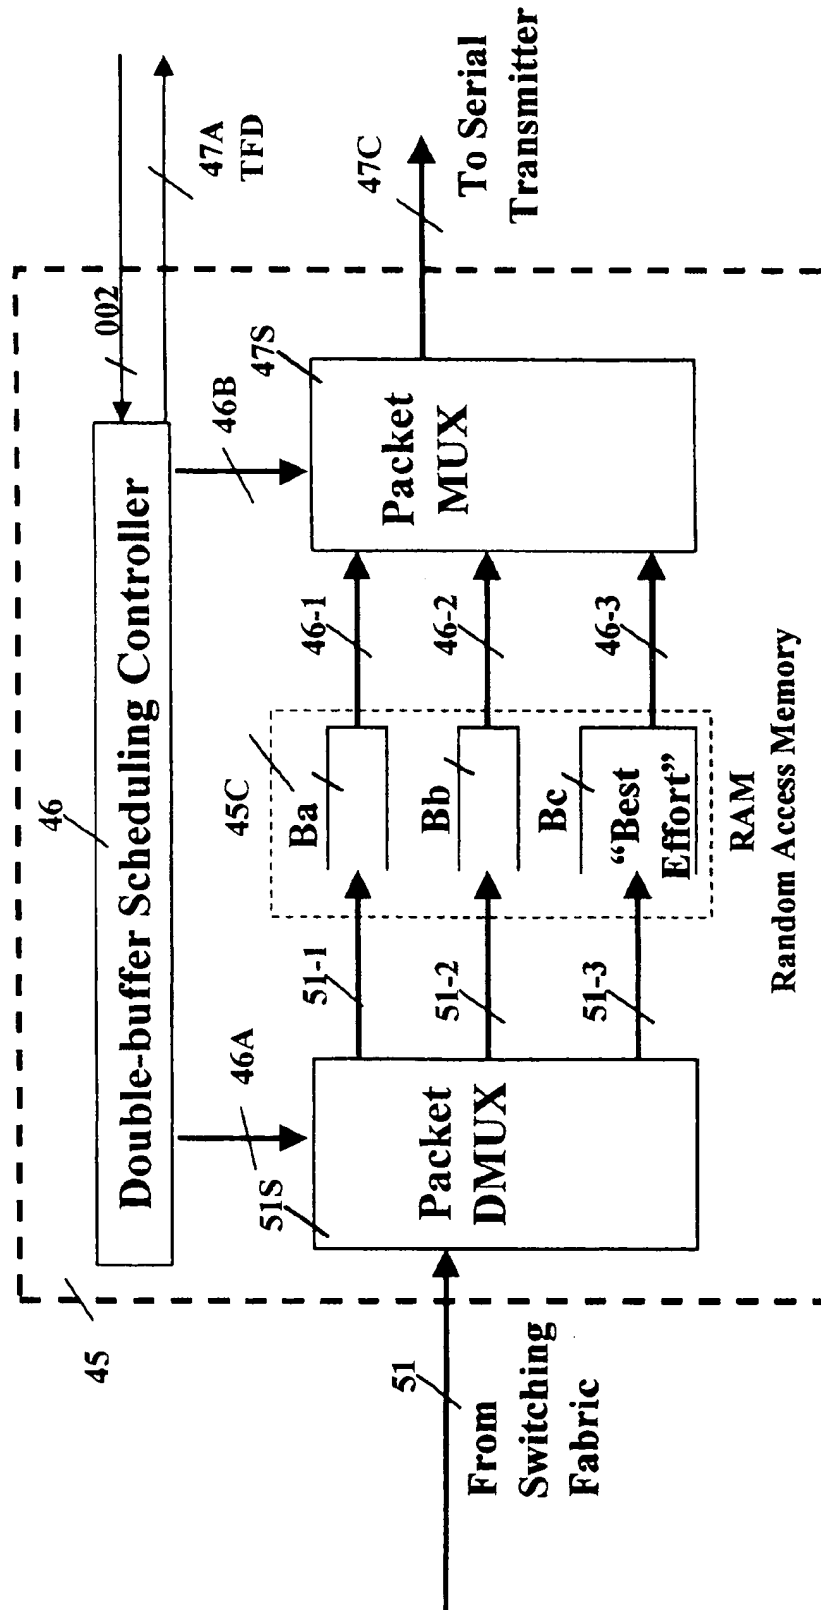 45
46
Double-buffer Scheduling Controller
002
47A
TFD
51
From
Switching
Fabric
51S
46A
Packet
DMUX
51-1
51-2
51-3
45C
Ba
Bb
Bc
“Best
Effort”
RAM
Random Access Memory
46-1
46-2
46-3
46B
47S
Packet
MUX
47C
To Serial
Transmitter